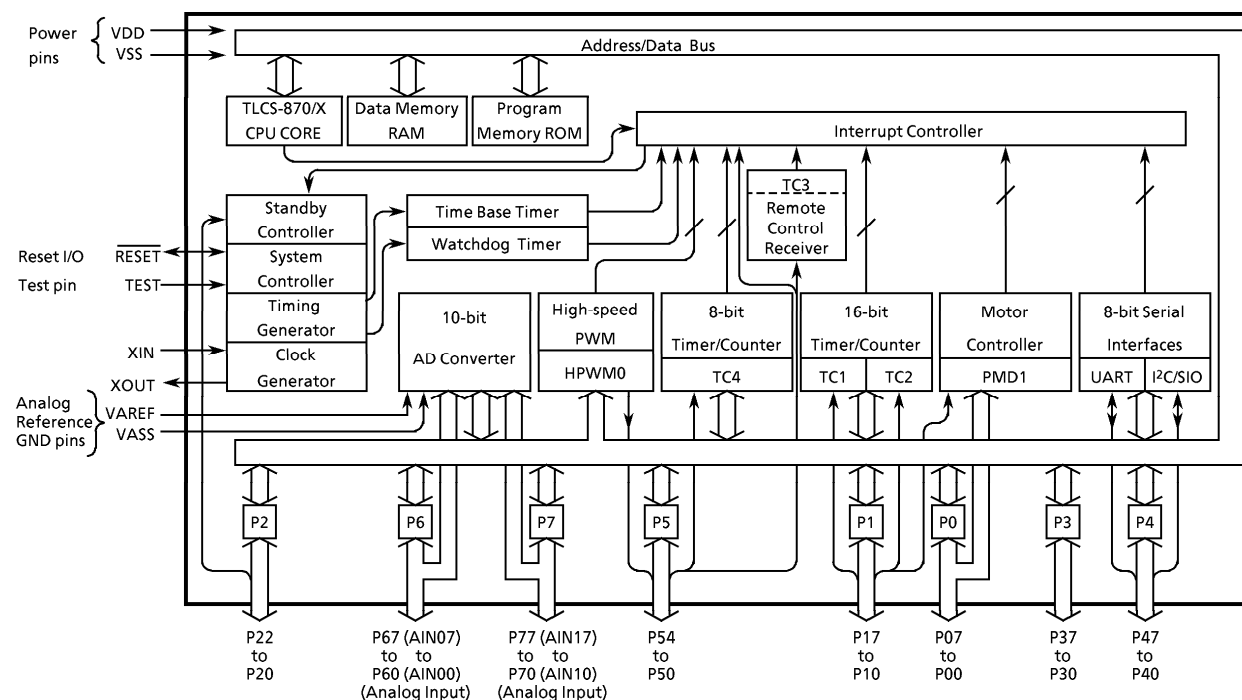 Power
pins
VDD
VSS
Address/Data Bus
TLCS-870/X
CPU CORE
Data Memory
RAM
Program
Memory ROM
Interrupt Controller
Standby
Controller
System
Controller
Timing
Generator
Clock
Generator
Time Base Timer
Watchdog Timer
TC3
Remote
Control
Receiver
Reset I/O
RESET
Test pin
TEST
XIN
XOUT
Analog
Reference
GND pins
VAREF
VASS
10-bit
AD Converter
High-speed
PWM
HPWM0
8-bit
Timer/Counter
TC4
16-bit
Timer/Counter
TC1
TC2
Motor
Controller
PMD1
8-bit Serial
Interfaces
UART
I²C/SIO
P2
P6
P7
P5
P1
P0
P3
P4
P22
to
P20
P67 (AIN07)
to to
P60 (AIN00)
(Analog Input)
P77 (AIN17)
to to
P70 (AIN10)
(Analog Input)
P54
to
P50
P17
to
P10
P07
to
P00
P37
to
P30
P47
to
P40